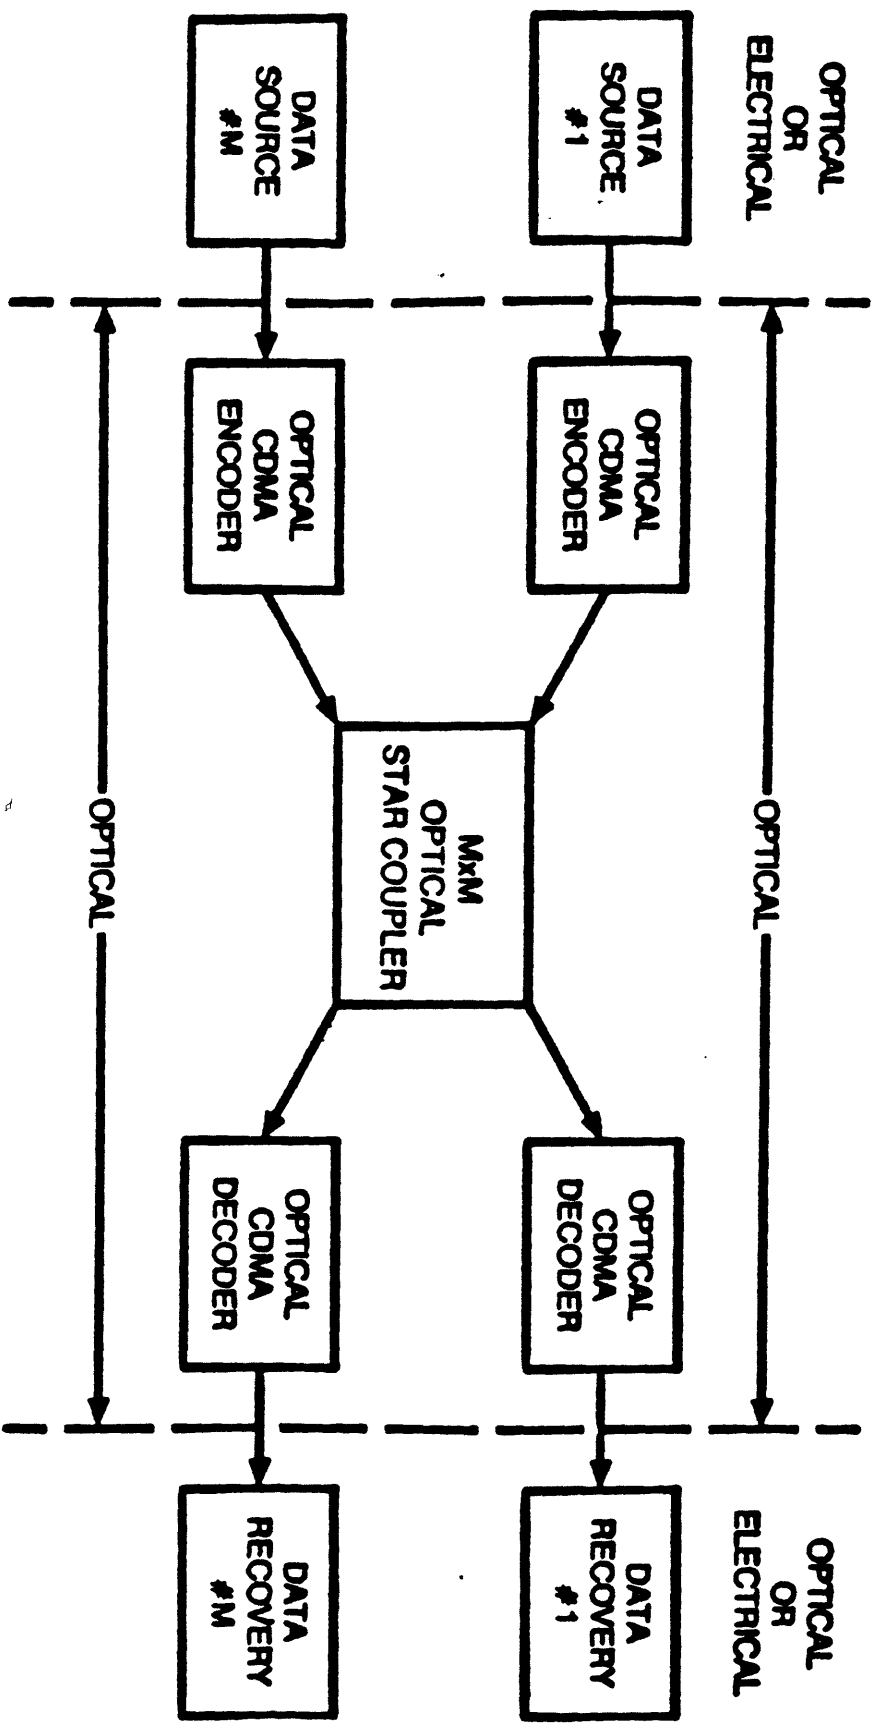 OPTICAL
OR
ELECTRICAL
OPTICAL
OPTICAL
OR
ELECTRICAL
DATA
SOURCE
#1
OPTICAL
CDMA
ENCODER
OPTICAL
CDMA
DECODER
DATA
RECOVERY
#1
MxM
OPTICAL
STAR COUPLER
DATA
SOURCE
#M
OPTICAL
CDMA
ENCODER
OPTICAL
CDMA
DECODER
DATA
RECOVERY
#M
OPTICAL